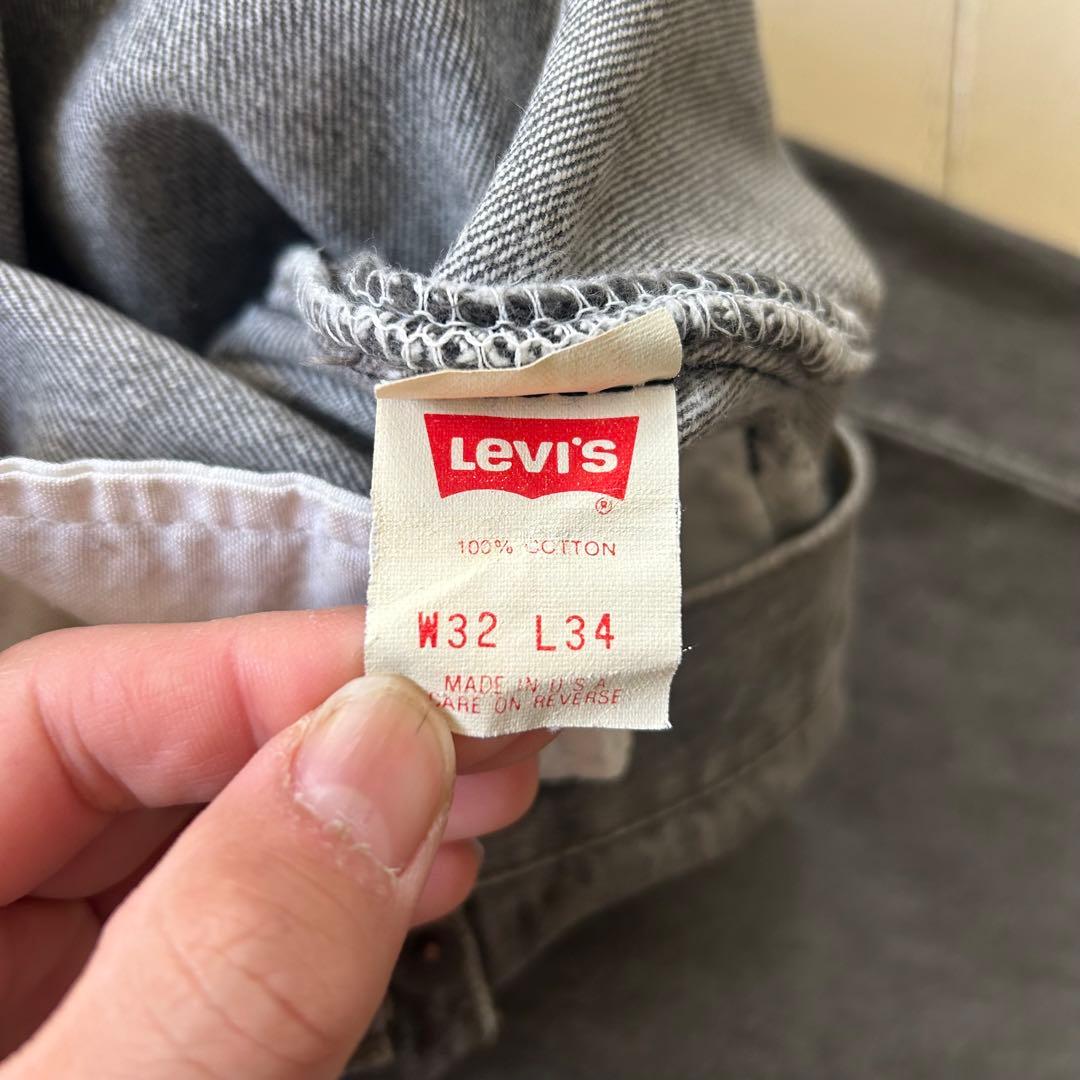 LEVI'S
®
100% COTTON
W32 L34
MADE IN U.S.A.
CARE ON REVERSE